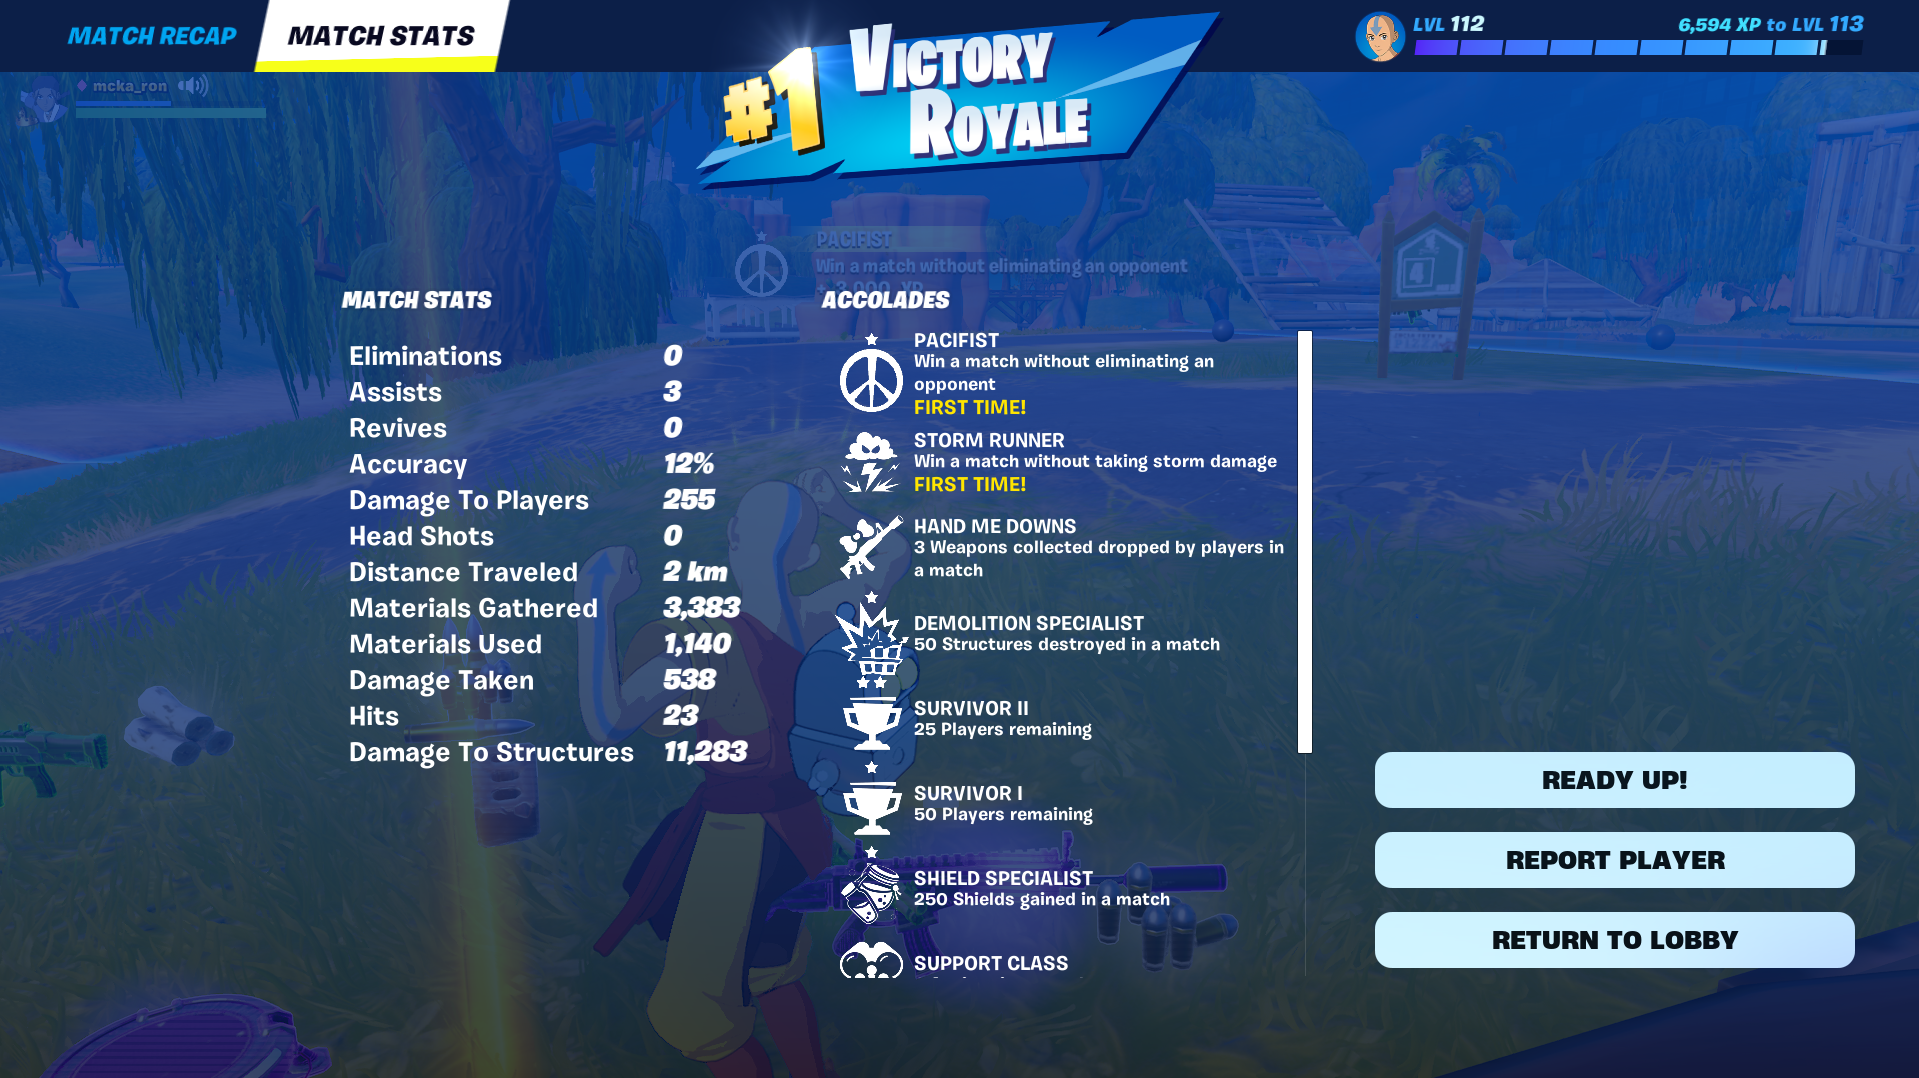 MATCH RECAP
MATCH STATS
#1 VICTORY
ROYALE
LVL 112
6,594 XP to LVL 113
mcka_ron
PACIFIST
Win a match without eliminating an opponent
+ 3,000 XP
MATCH STATS
Eliminations 0
Assists 3
Revives 0
Accuracy 12%
Damage To Players 255
Head Shots 0
Distance Traveled 2 km
Materials Gathered 3,383
Materials Used 1,140
Damage Taken 538
Hits 23
Damage To Structures 11,283
ACCOLADES
PACIFIST
Win a match without eliminating an
opponent
FIRST TIME!
STORM RUNNER
Win a match without taking storm damage
FIRST TIME!
HAND ME DOWNS
3 Weapons collected dropped by players in
a match
DEMOLITION SPECIALIST
50 Structures destroyed in a match
SURVIVOR II
25 Players remaining
SURVIVOR I
50 Players remaining
SHIELD SPECIALIST
250 Shields gained in a match
SUPPORT CLASS
4
READY UP!
REPORT PLAYER
RETURN TO LOBBY